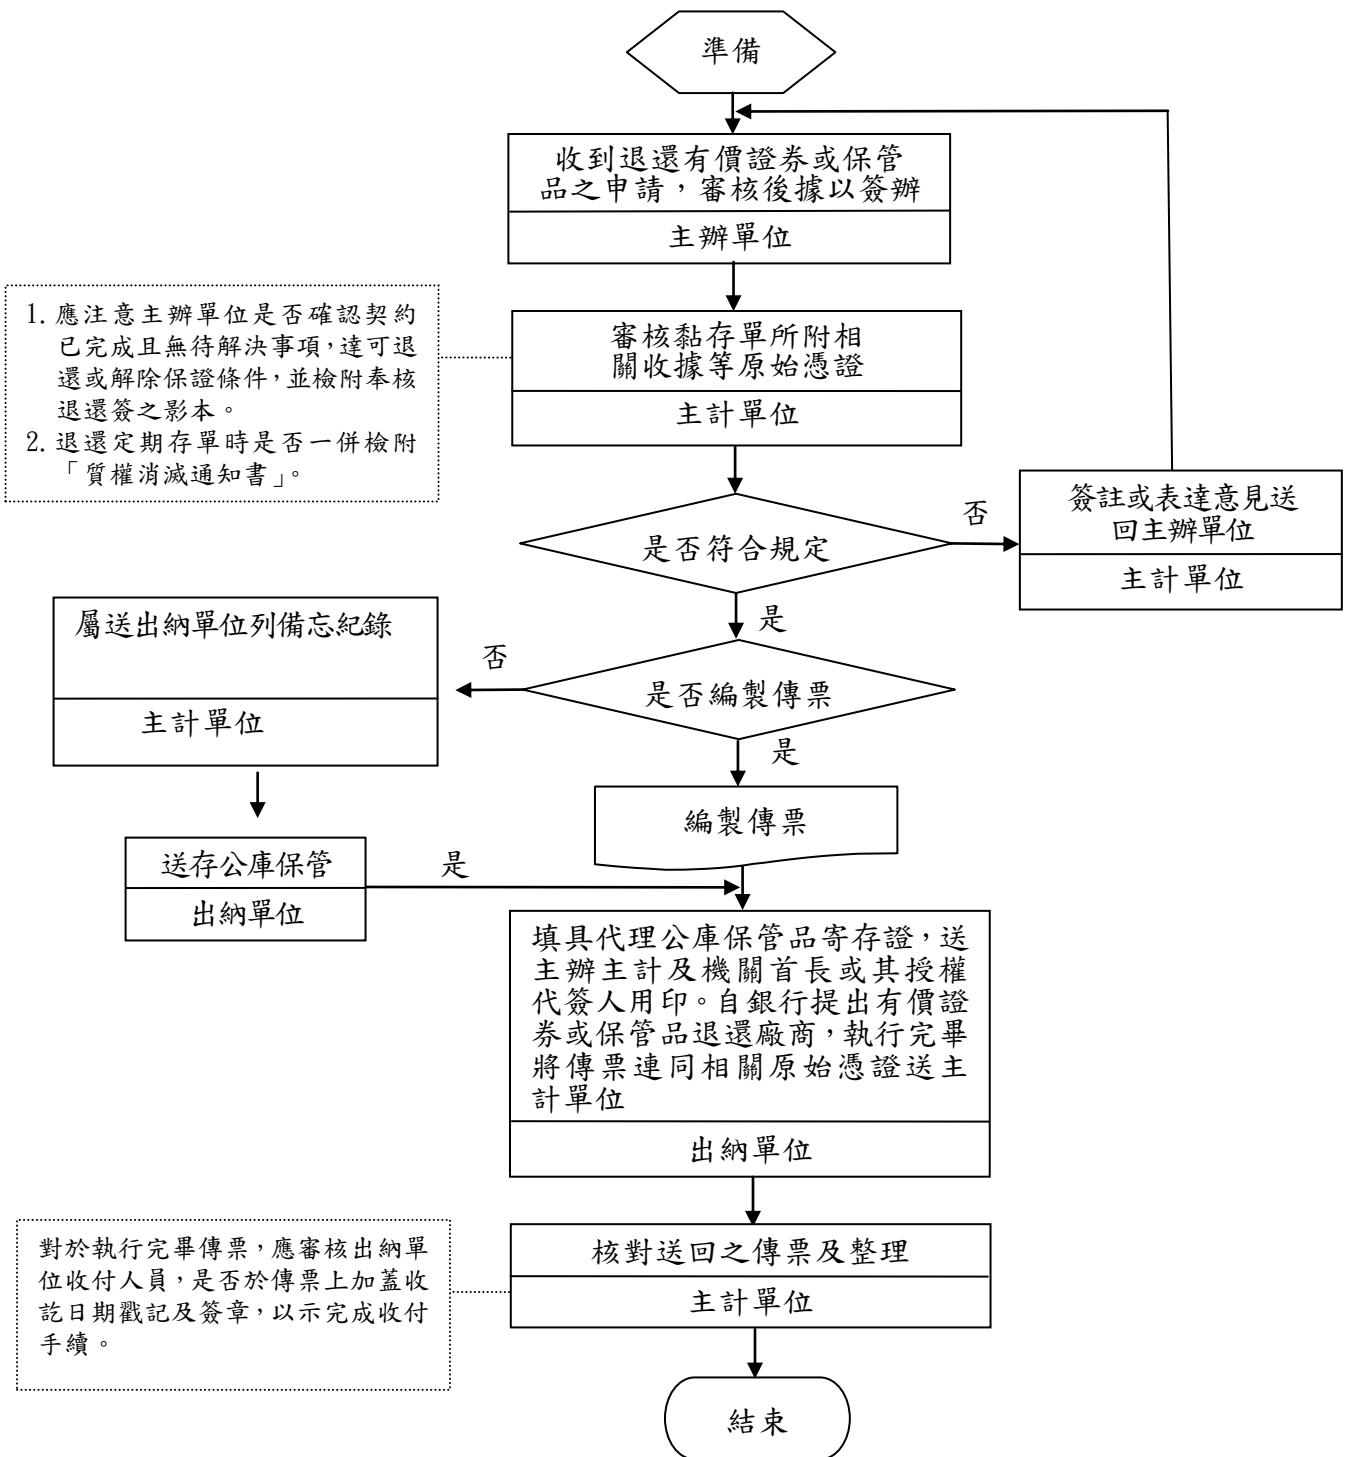 準備
收到退還有價證券或保管
品之申請，審核後據以簽辦
主辦單位
1. 應注意主辦單位是否確認契約
已完成且無待解決事項，達可退
還或解除保證條件，並檢附奉核
退還簽之影本。
2. 退還定期存單時是否一併檢附
「質權消滅通知書」。
審核黏存單所附相
關收據等原始憑證
主計單位
是否符合規定
否
簽註或表達意見送
回主辦單位
主計單位
是
是否編製傳票
否
屬送出納單位列備忘紀錄
主計單位
是
編製傳票
送存公庫保管
出納單位
是
填具代理公庫保管品寄存證，送
主辦主計及機關首長或其授權
代簽人用印。自銀行提出有價證
券或保管品退還廠商，執行完畢
將傳票連同相關原始憑證送主
計單位
出納單位
對於執行完畢傳票，應審核出納單
位收付人員，是否於傳票上加蓋收
訖日期戳記及簽章，以示完成收付
手續。
核對送回之傳票及整理
主計單位
結束